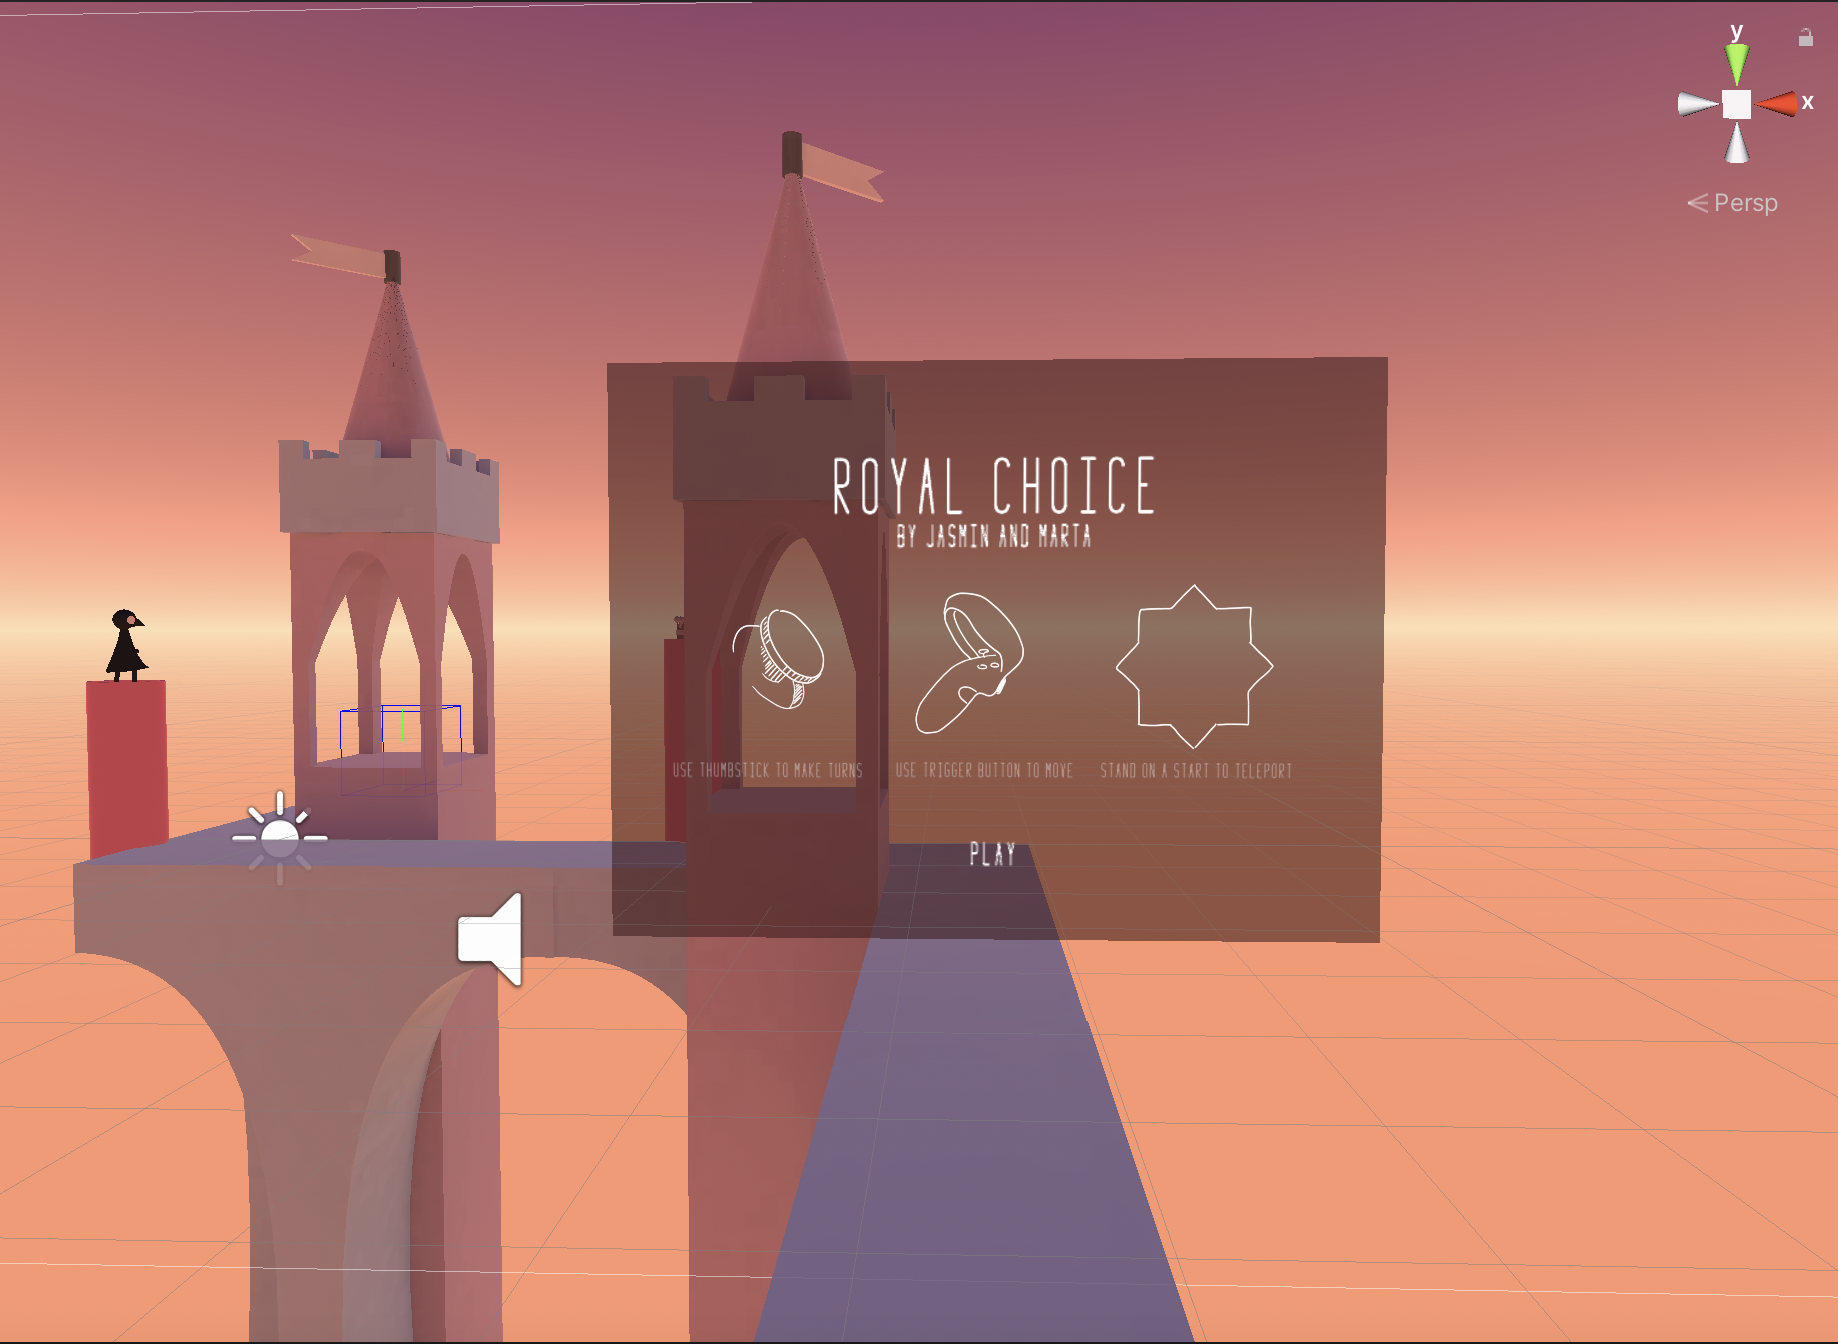 y
x
Persp
ROYAL CHOICE
BY JASMIN AND MARTA
USE THUMBSTICK TO MAKE TURNS
USE TRIGGER BUTTON TO MOVE
STAND ON A START TO TELEPORT
PLAY